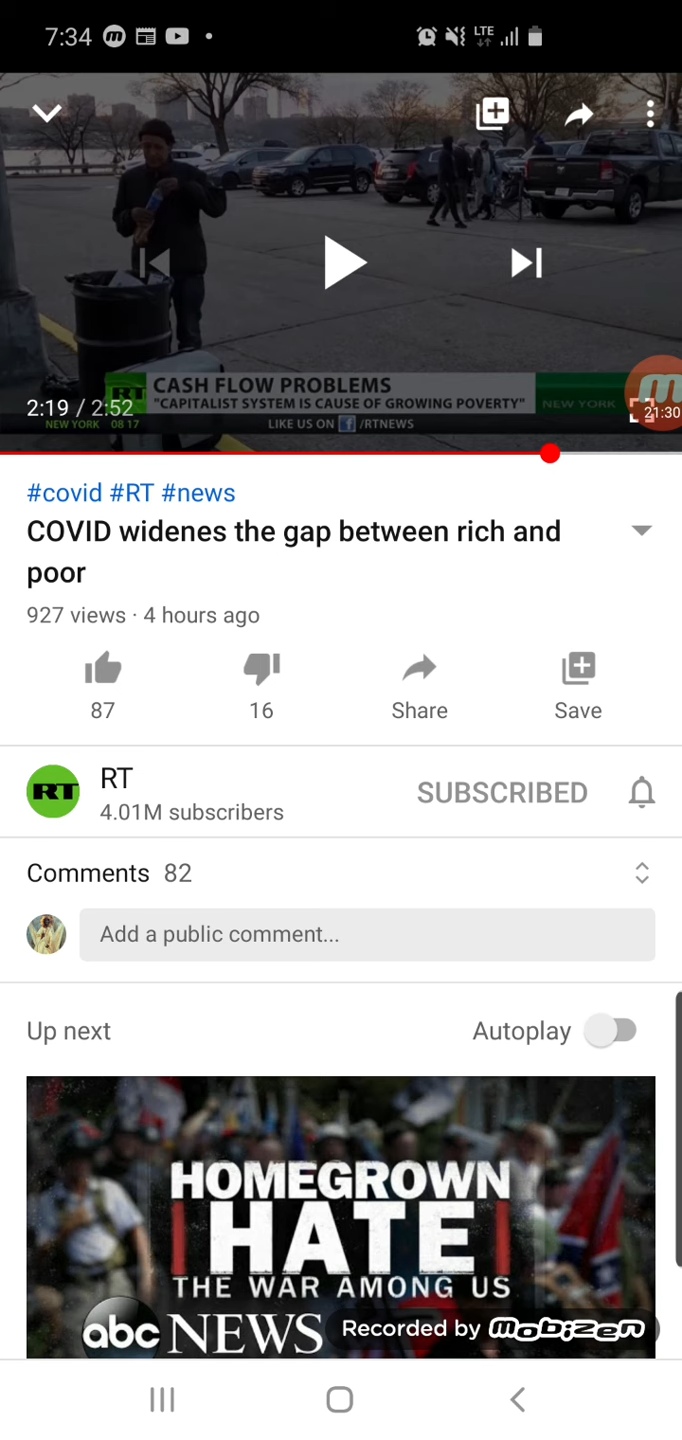 7:34
LTE
RT
CASH FLOW PROBLEMS
"CAPITALIST SYSTEM IS CAUSE OF GROWING POVERTY"
NEW YORK
2:19 / 2:52
21:30
NEW YORK 08 17
LIKE US ON f /RTNEWS
#covid #RT #news
COVID widenes the gap between rich and
poor
927 views · 4 hours ago
87
16
Share
Save
RT
RT
4.01M subscribers
SUBSCRIBED
Comments 82
Add a public comment...
Up next
Autoplay
HOMEGROWN
HATE
THE WAR AMONG US
abc NEWS
Recorded by mobizen